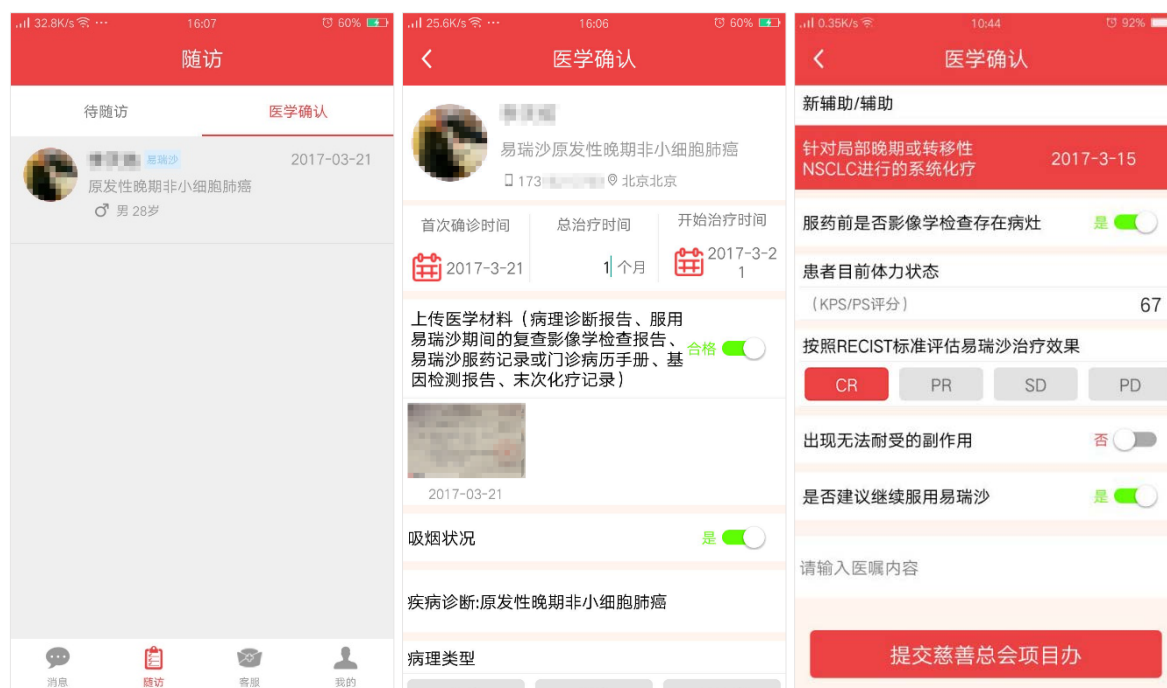 32.8K/s ··· 16:07 60%
随访
待随访 医学确认
易瑞沙 2017-03-21
原发性晚期非小细胞肺癌
男 28岁
消息 随访 客服 我的
25.6K/s ··· 16:06 60%
医学确认
易瑞沙原发性晚期非小细胞肺癌
173 北京北京
首次确诊时间 总治疗时间 开始治疗时间
2017-3-21 1 个月 2017-3-2
1
上传医学材料（病理诊断报告、服用
易瑞沙期间的复查影像学检查报告、
易瑞沙服药记录或门诊病历手册、基
因检测报告、末次化疗记录） 合格
2017-03-21
吸烟状况 是
疾病诊断:原发性晚期非小细胞肺癌
病理类型
0.35K/s 10:44 92%
医学确认
新辅助/辅助
针对局部晚期或转移性
NSCLC进行的系统化疗 2017-3-15
服药前是否影像学检查存在病灶 是
患者目前体力状态
（KPS/PS评分） 67
按照RECIST标准评估易瑞沙治疗效果
CR PR SD PD
出现无法耐受的副作用 否
是否建议继续服用易瑞沙 是
请输入医嘱内容
提交慈善总会项目办